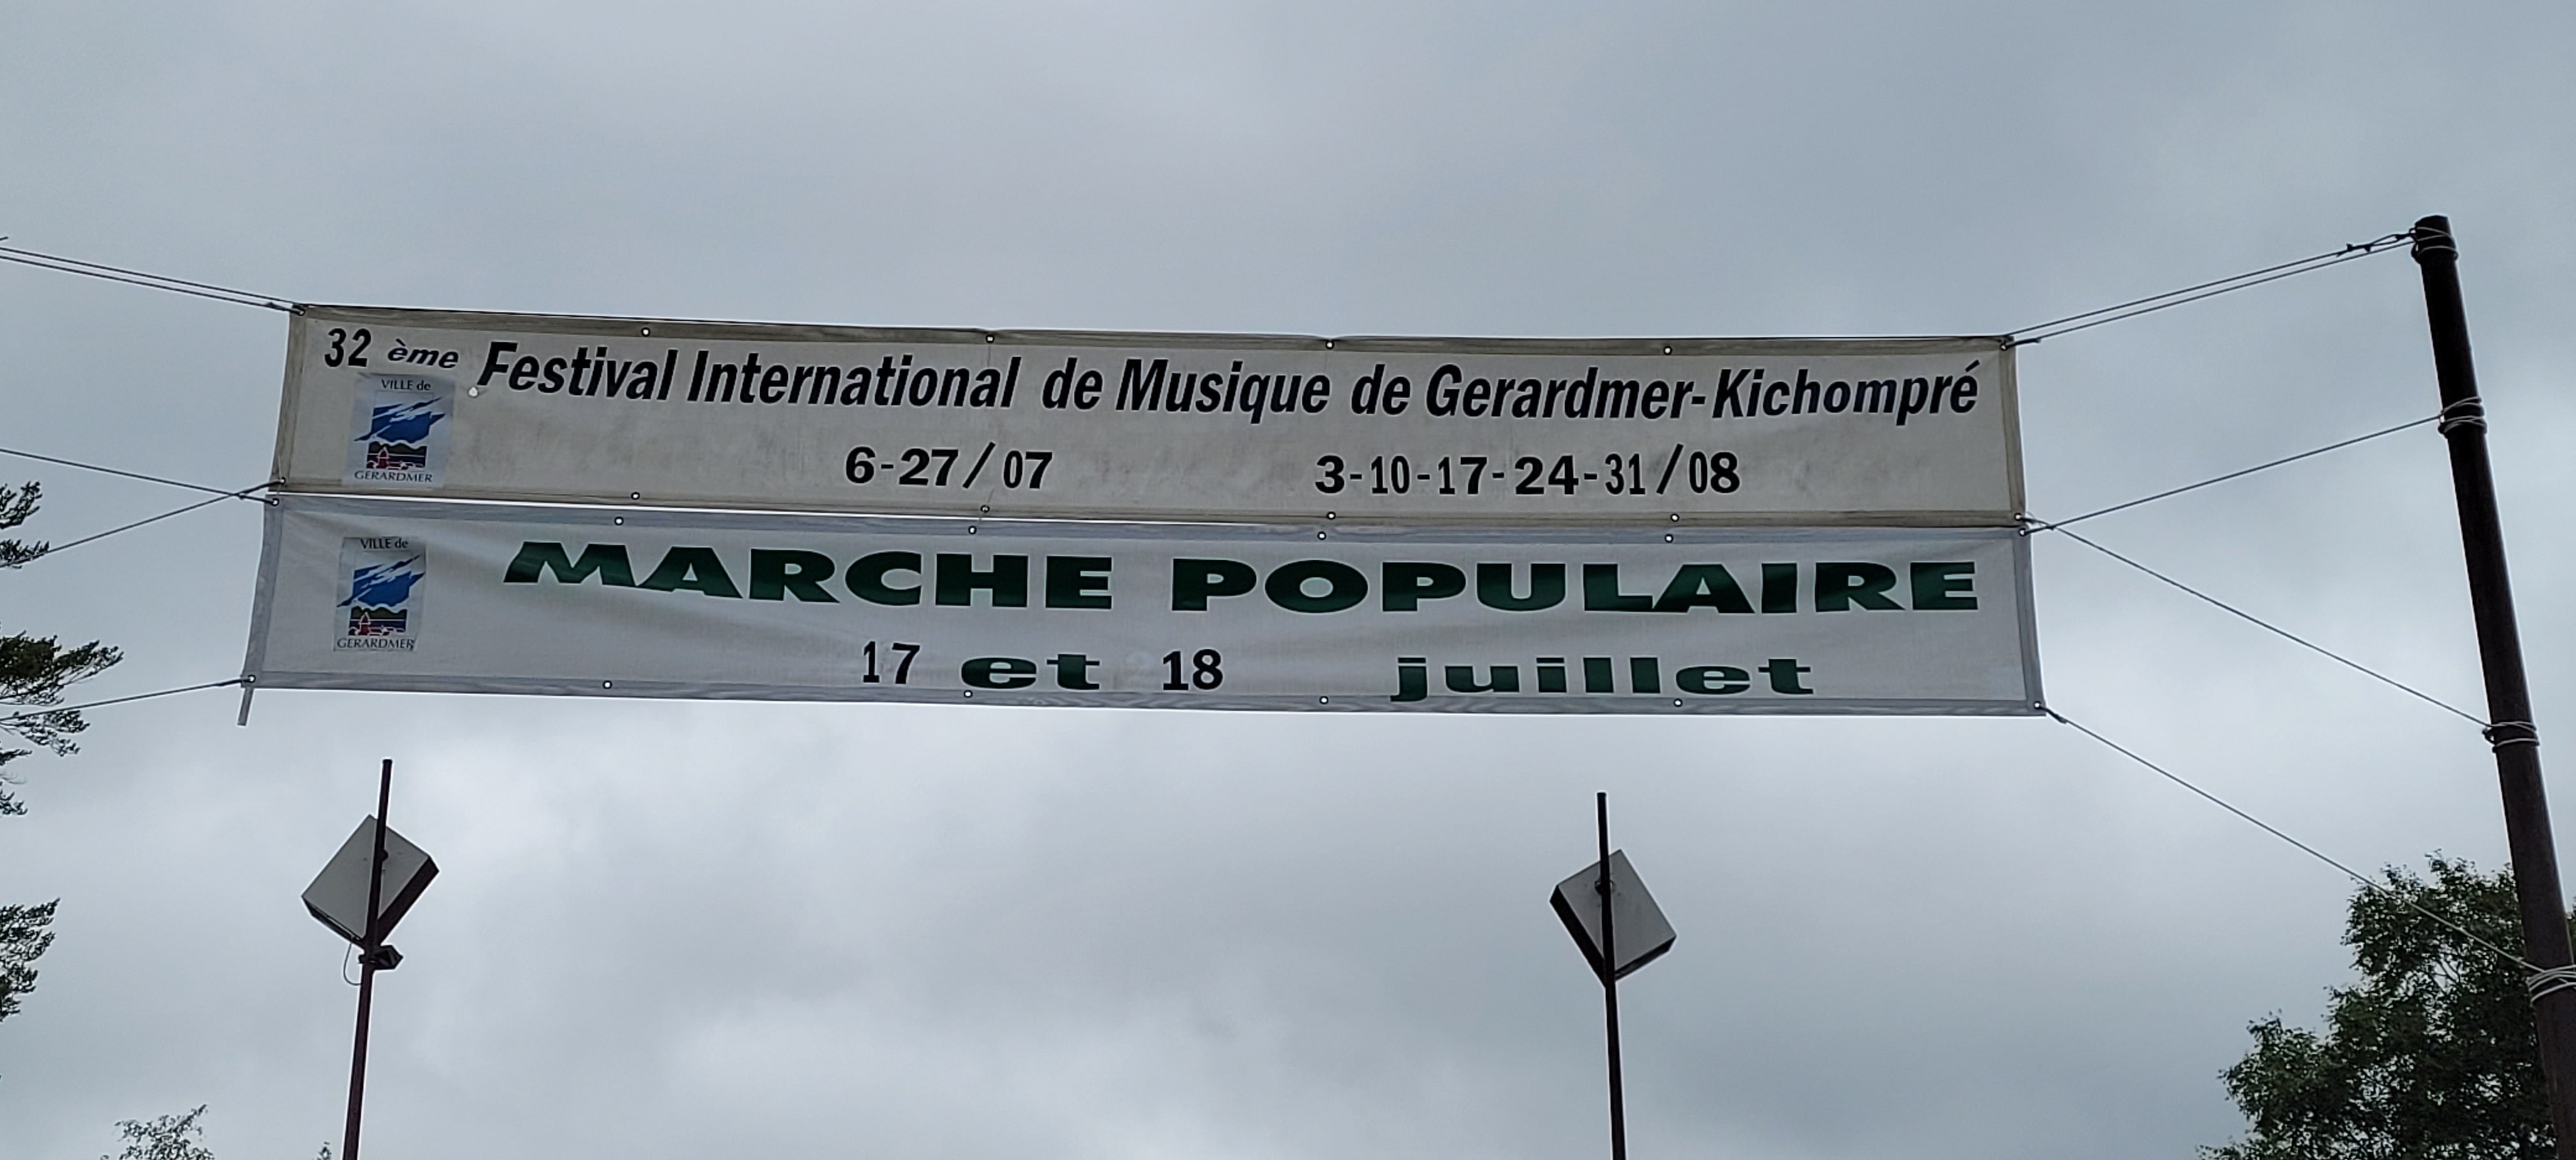 32 ème Festival International de Musique de Gerardmer-Kichompré
VILLE de
GERARDMER
6-27/07 3-10-17-24-31/08
VILLE de
GERARDMER
MARCHE POPULAIRE
17 et 18 juillet